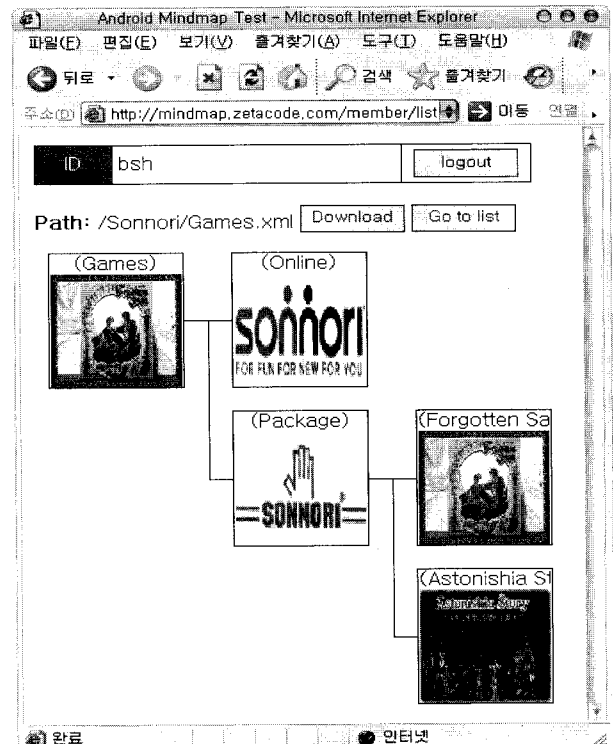 Android Mindmap Test - Microsoft Internet Explorer
파일(F) 편집(E) 보기(V) 즐겨찾기(A) 도구(T) 도움말(H)
뒤로 검색 즐겨찾기
주소(D) http://mindmap.zetacode.com/member/list 이동 연결
ID bsh logout
Path: /Sonnori/Games.xml Download Go to list
(Games) (Online)
sonnori
FOR FUN FOR NEW FOR YOU
(Package) (Forgotten Sa
SONNORI
(Astonishia St
Astonishia Story
완료 인터넷